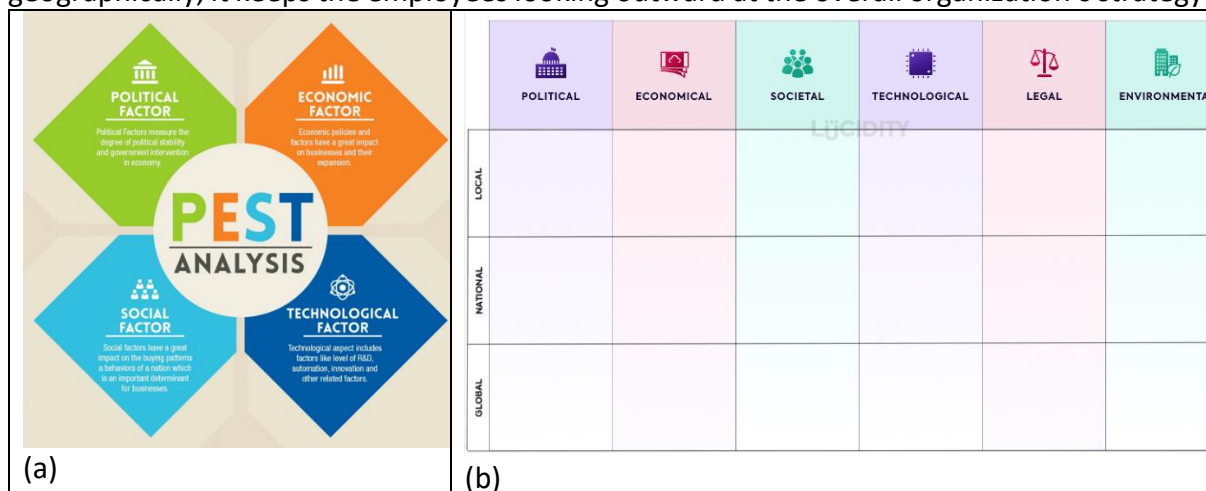 geographically, it keeps the employees looking outward at the overall organization's strategy
POLITICAL
FACTOR
Political Factors measure the
degree of political stability
and government intervention
in economy.
ECONOMIC
FACTOR
Economic policies and
factors have a great impact
on businesses and their
expansion.
PEST
ANALYSIS
SOCIAL
FACTOR
Social factors have a great
impact on the buying patterns
a behaviors of a nation which
is an important determinant
for businesses.
TECHNOLOGICAL
FACTOR
Technological aspect includes
factors like level of R&D,
automation, innovation and
other related factors.
(a)
POLITICAL ECONOMICAL SOCIETAL TECHNOLOGICAL LEGAL ENVIRONMENTA
LÜCIDITY
LOCAL
NATIONAL
GLOBAL
(b)